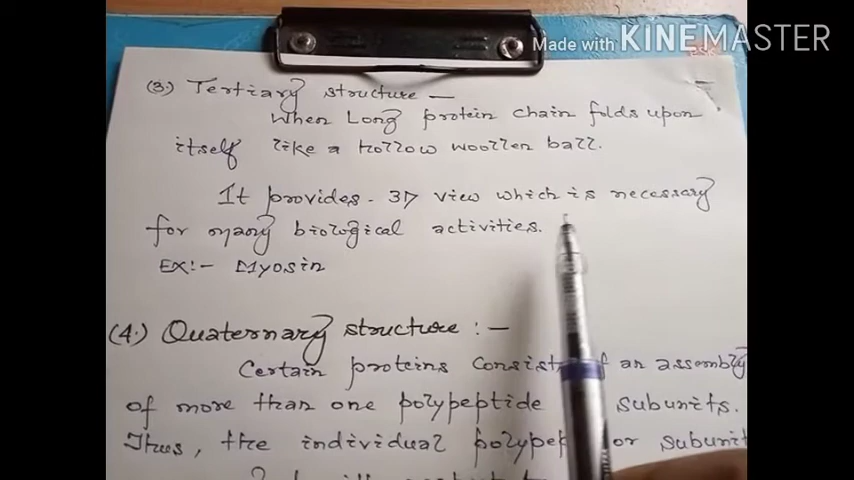 Made with KINEMASTER
(3.) Tertiary structure —
When Long protein chain folds upon
itself like a hollow woollen ball.
It provides - 3D view which is necessary
for many biological activities.
EX:- Myosin
(4.) Quaternary structure : —
Certain proteins Consist of an assembly
of more than one polypeptide subunits.
Thus, the individual or